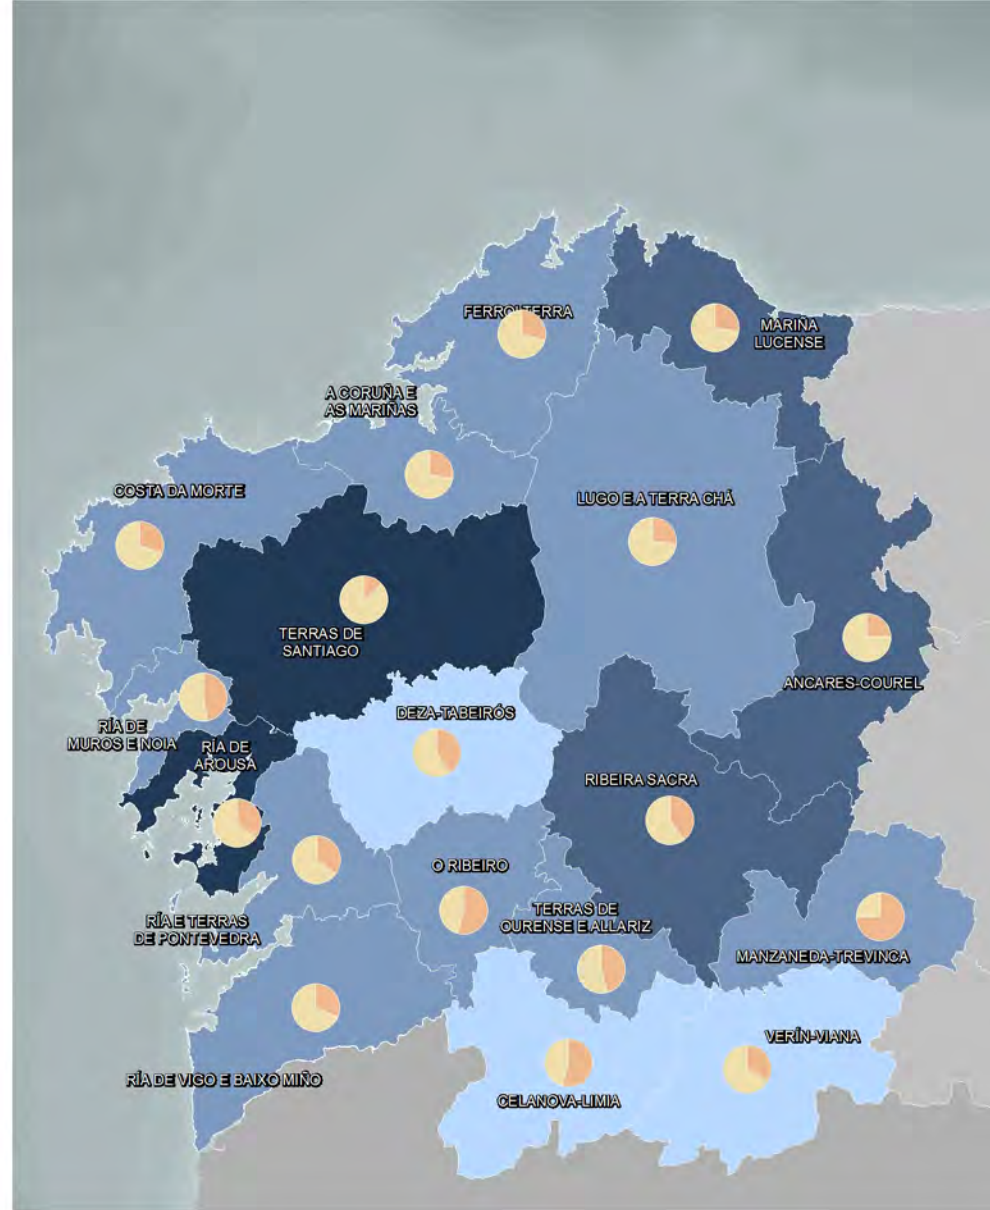 FERROLTERRA
MARIÑA
LUCENSE
A CORUÑA E
AS MARIÑAS
COSTA DA MORTE
LUGO E A TERRA CHÁ
TERRAS DE
SANTIAGO
ANCARES-COUREL
DEZA-TABEIRÓS
RÍA DE
MUROS E NOIA
RÍA DE
AROUSA
RIBEIRA SACRA
O RIBEIRO
TERRAS DE
OURENSE E ALLARIZ
RÍA E TERRAS
DE PONTEVEDRA
MANZANEDA-TREVINCA
VERÍN-VIANA
RÍA DE VIGO E BAIXO MIÑO
CELANOVA-LIMIA